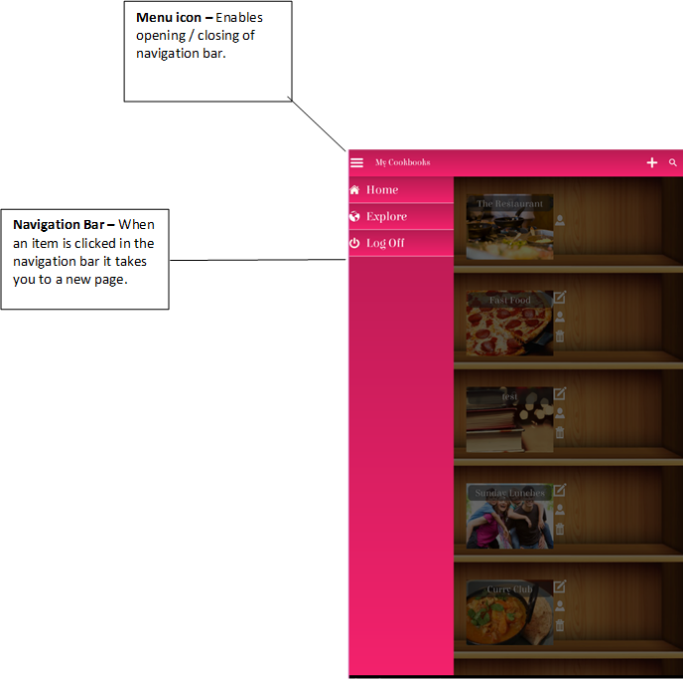 Menu icon – Enables
opening / closing of
navigation bar.
My Cookbooks
Home
Explore
Log Off
Navigation Bar – When
an item is clicked in the
navigation bar it takes
you to a new page.
The Restaurant
Fast Food
test
Sunday Lunches
Curry Club